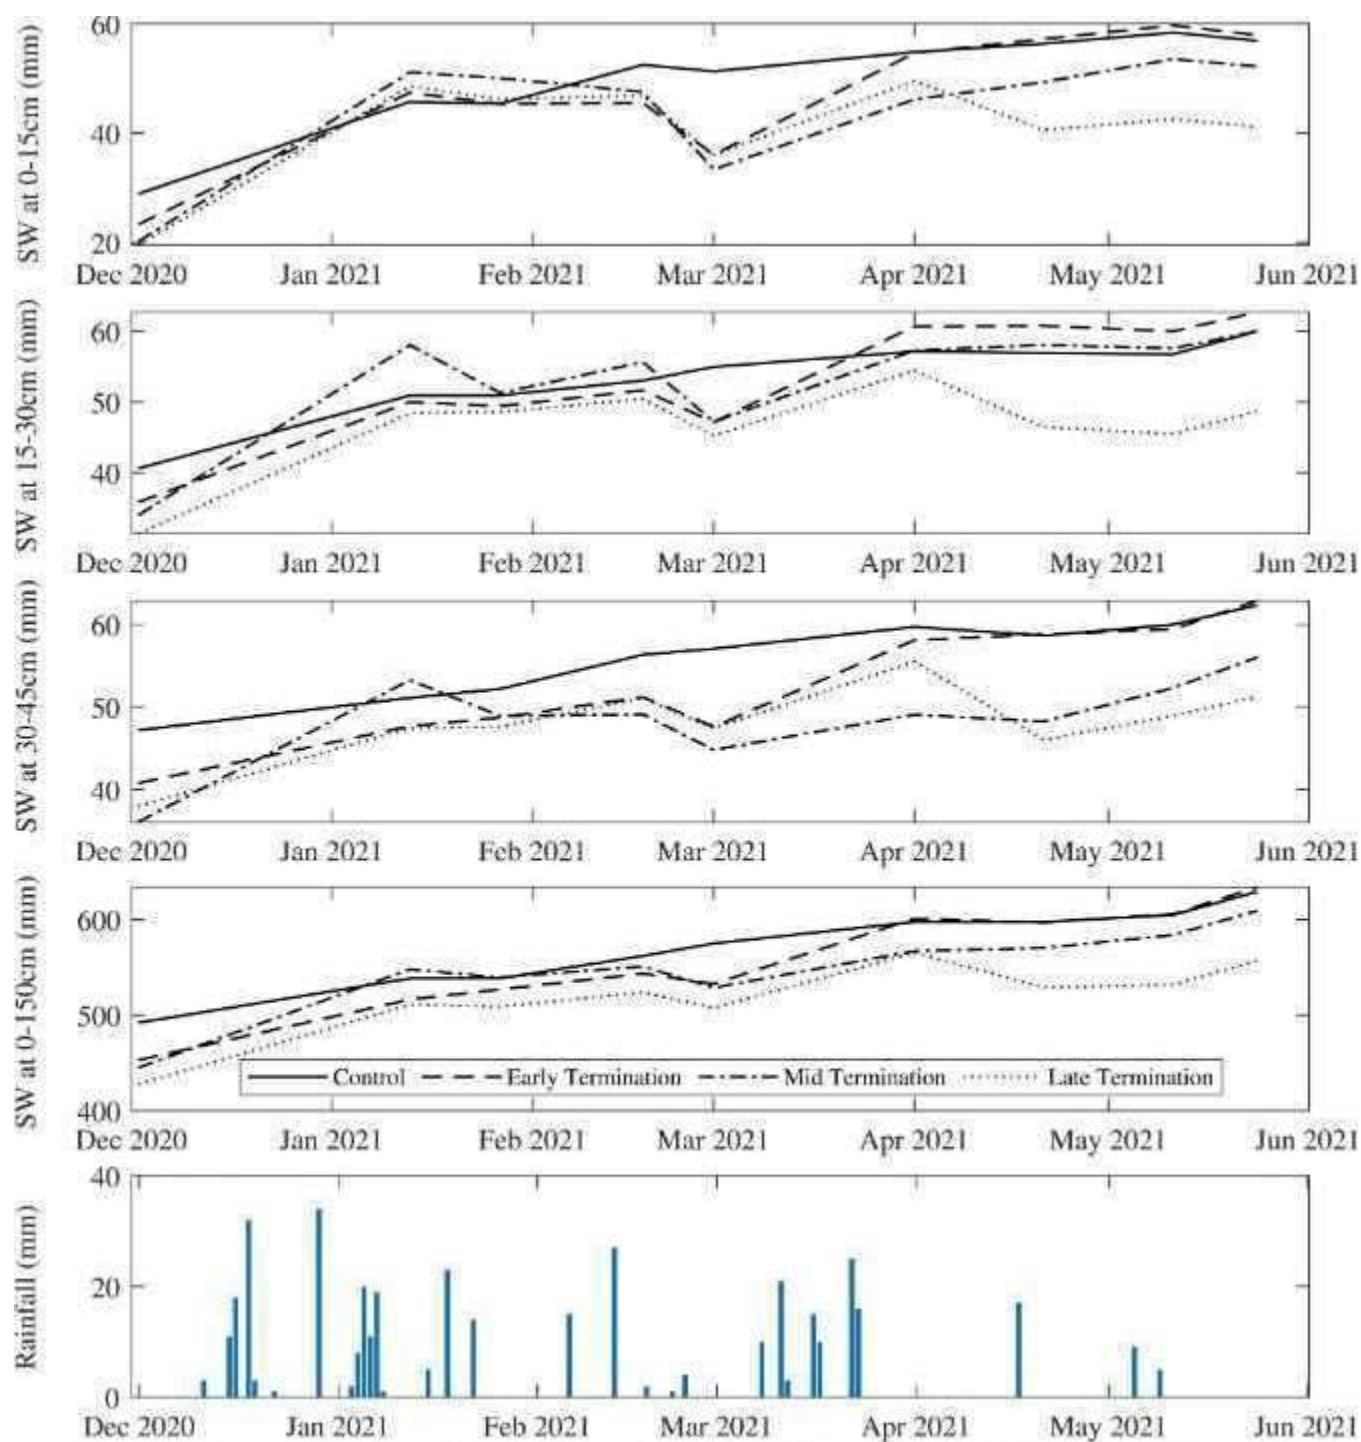 SW at 0-15cm (mm)
60
40
20
Dec 2020 Jan 2021 Feb 2021 Mar 2021 Apr 2021 May 2021 Jun 2021
SW at 15-30cm (mm)
60
50
40
Dec 2020 Jan 2021 Feb 2021 Mar 2021 Apr 2021 May 2021 Jun 2021
SW at 30-45cm (mm)
60
50
40
Dec 2020 Jan 2021 Feb 2021 Mar 2021 Apr 2021 May 2021 Jun 2021
SW at 0-150cm (mm)
600
500
Control Early Termination Mid Termination Late Termination
400
Dec 2020 Jan 2021 Feb 2021 Mar 2021 Apr 2021 May 2021 Jun 2021
Rainfall (mm)
40
20
0
Dec 2020 Jan 2021 Feb 2021 Mar 2021 Apr 2021 May 2021 Jun 2021